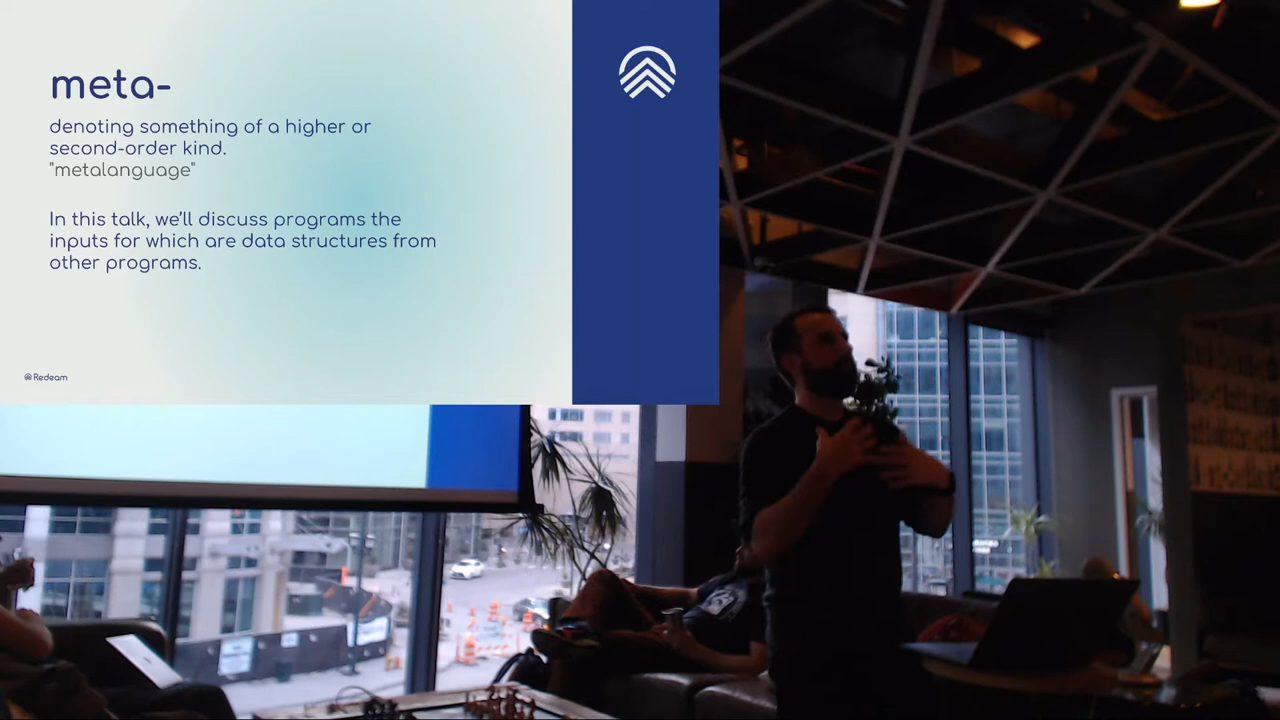 meta-
denoting something of a higher or
second-order kind.
"metalanguage"
In this talk, we'll discuss programs the
inputs for which are data structures from
other programs.
Redeam